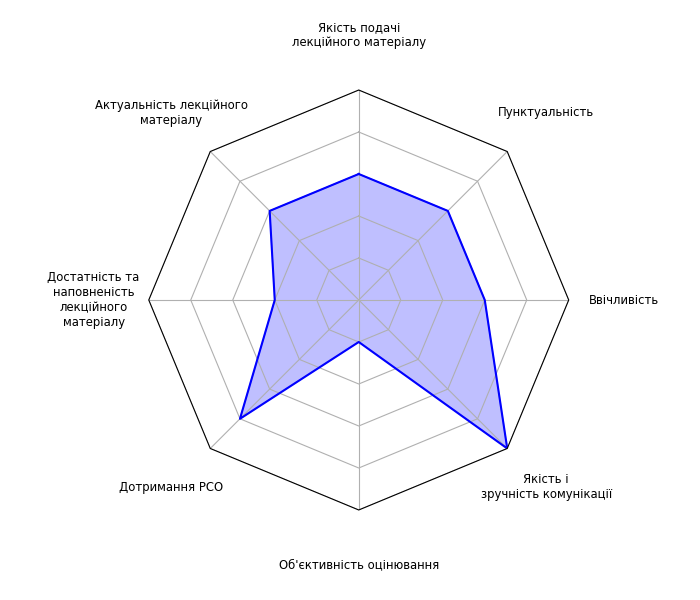 Якість подачі
лекційного матеріалу
Актуальність лекційного
матеріалу
Пунктуальність
Достатність та
наповненість
лекційного
матеріалу
Ввічливість
Дотримання РСО
Якість і
зручність комунікації
Об'єктивність оцінювання